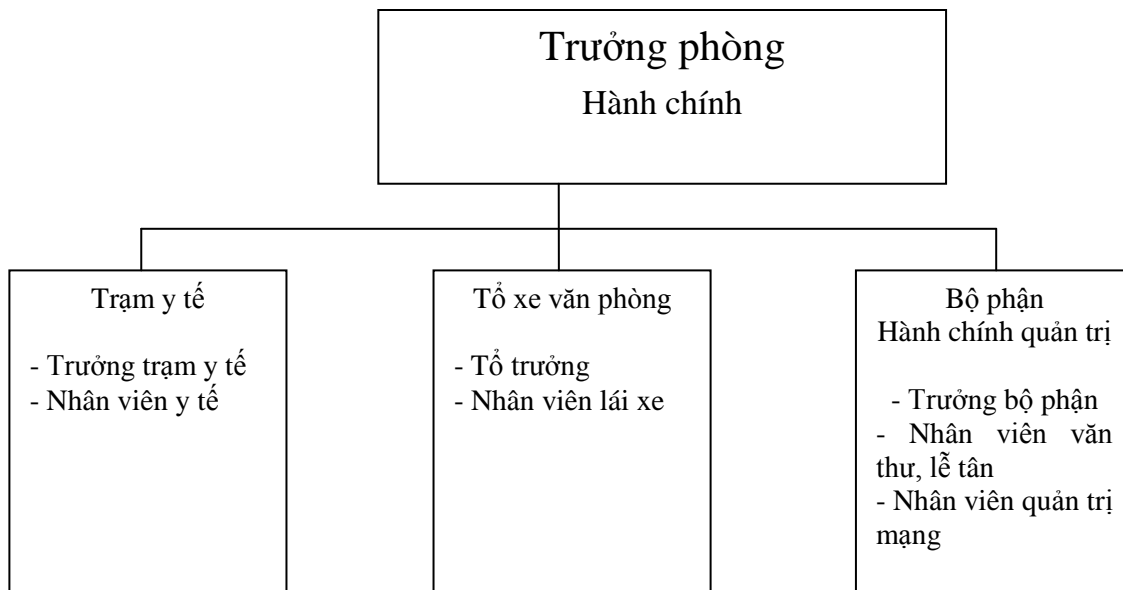 Trưởng phòng
Hành chính
Trạm y tế
- Trưởng trạm y tế
- Nhân viên y tế
Tổ xe văn phòng
- Tổ trưởng
- Nhân viên lái xe
Bộ phận
Hành chính quản trị
- Trưởng bộ phận
- Nhân viên văn
thư, lễ tân
- Nhân viên quản trị
mạng